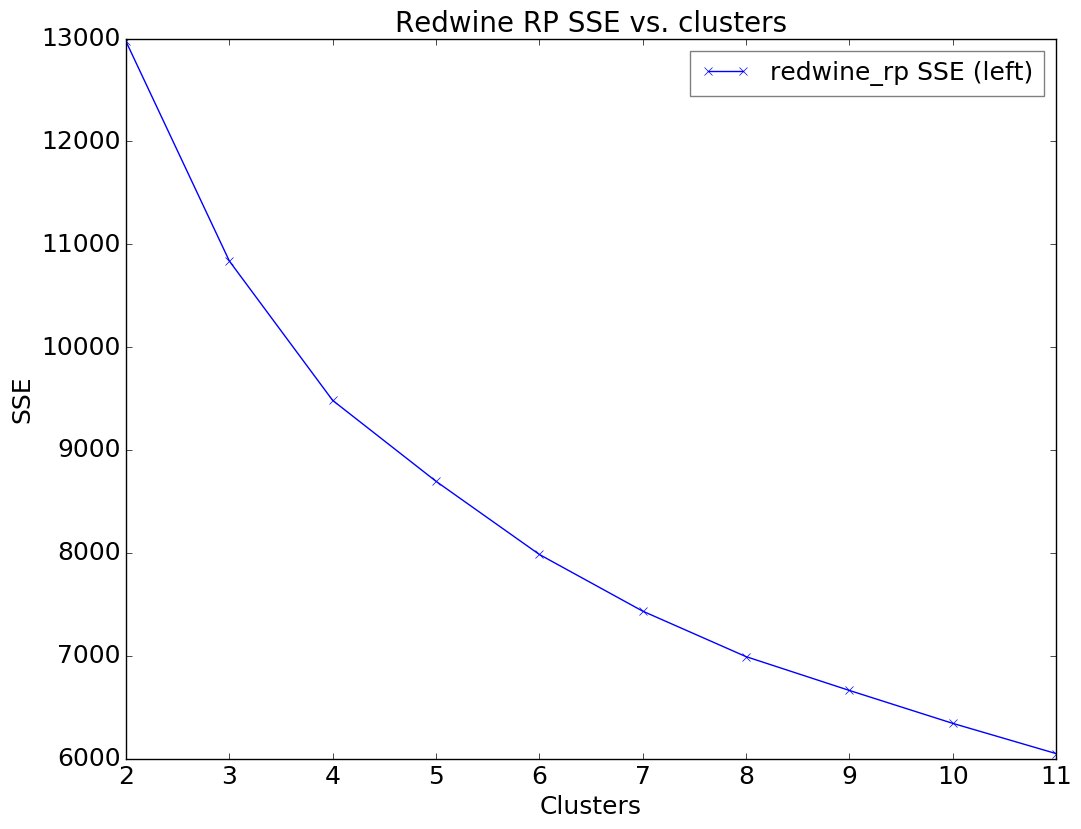 Redwine RP SSE vs. clusters
redwine_rp SSE (left)
13000
12000
11000
10000
9000
8000
7000
6000
SSE
2 3 4 5 6 7 8 9 10 11
Clusters